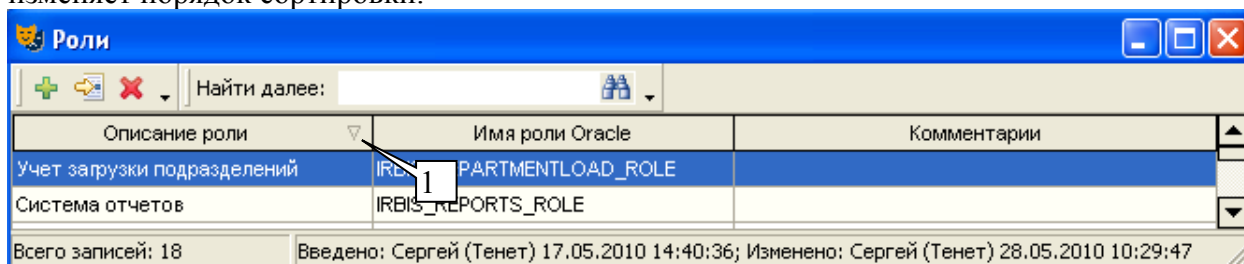 изменяет порядок сортировки.
Роли
Найти далее:
Описание роли Имя роли Oracle Комментарии
Учет загрузки подразделений PARTMENTLOAD_ROLE
1
Система отчетов IRBIS_REPORTS_ROLE
Всего записей: 18 Введено: Сергей (Тенет) 17.05.2010 14:40:36; Изменено: Сергей (Тенет) 28.05.2010 10:29:47